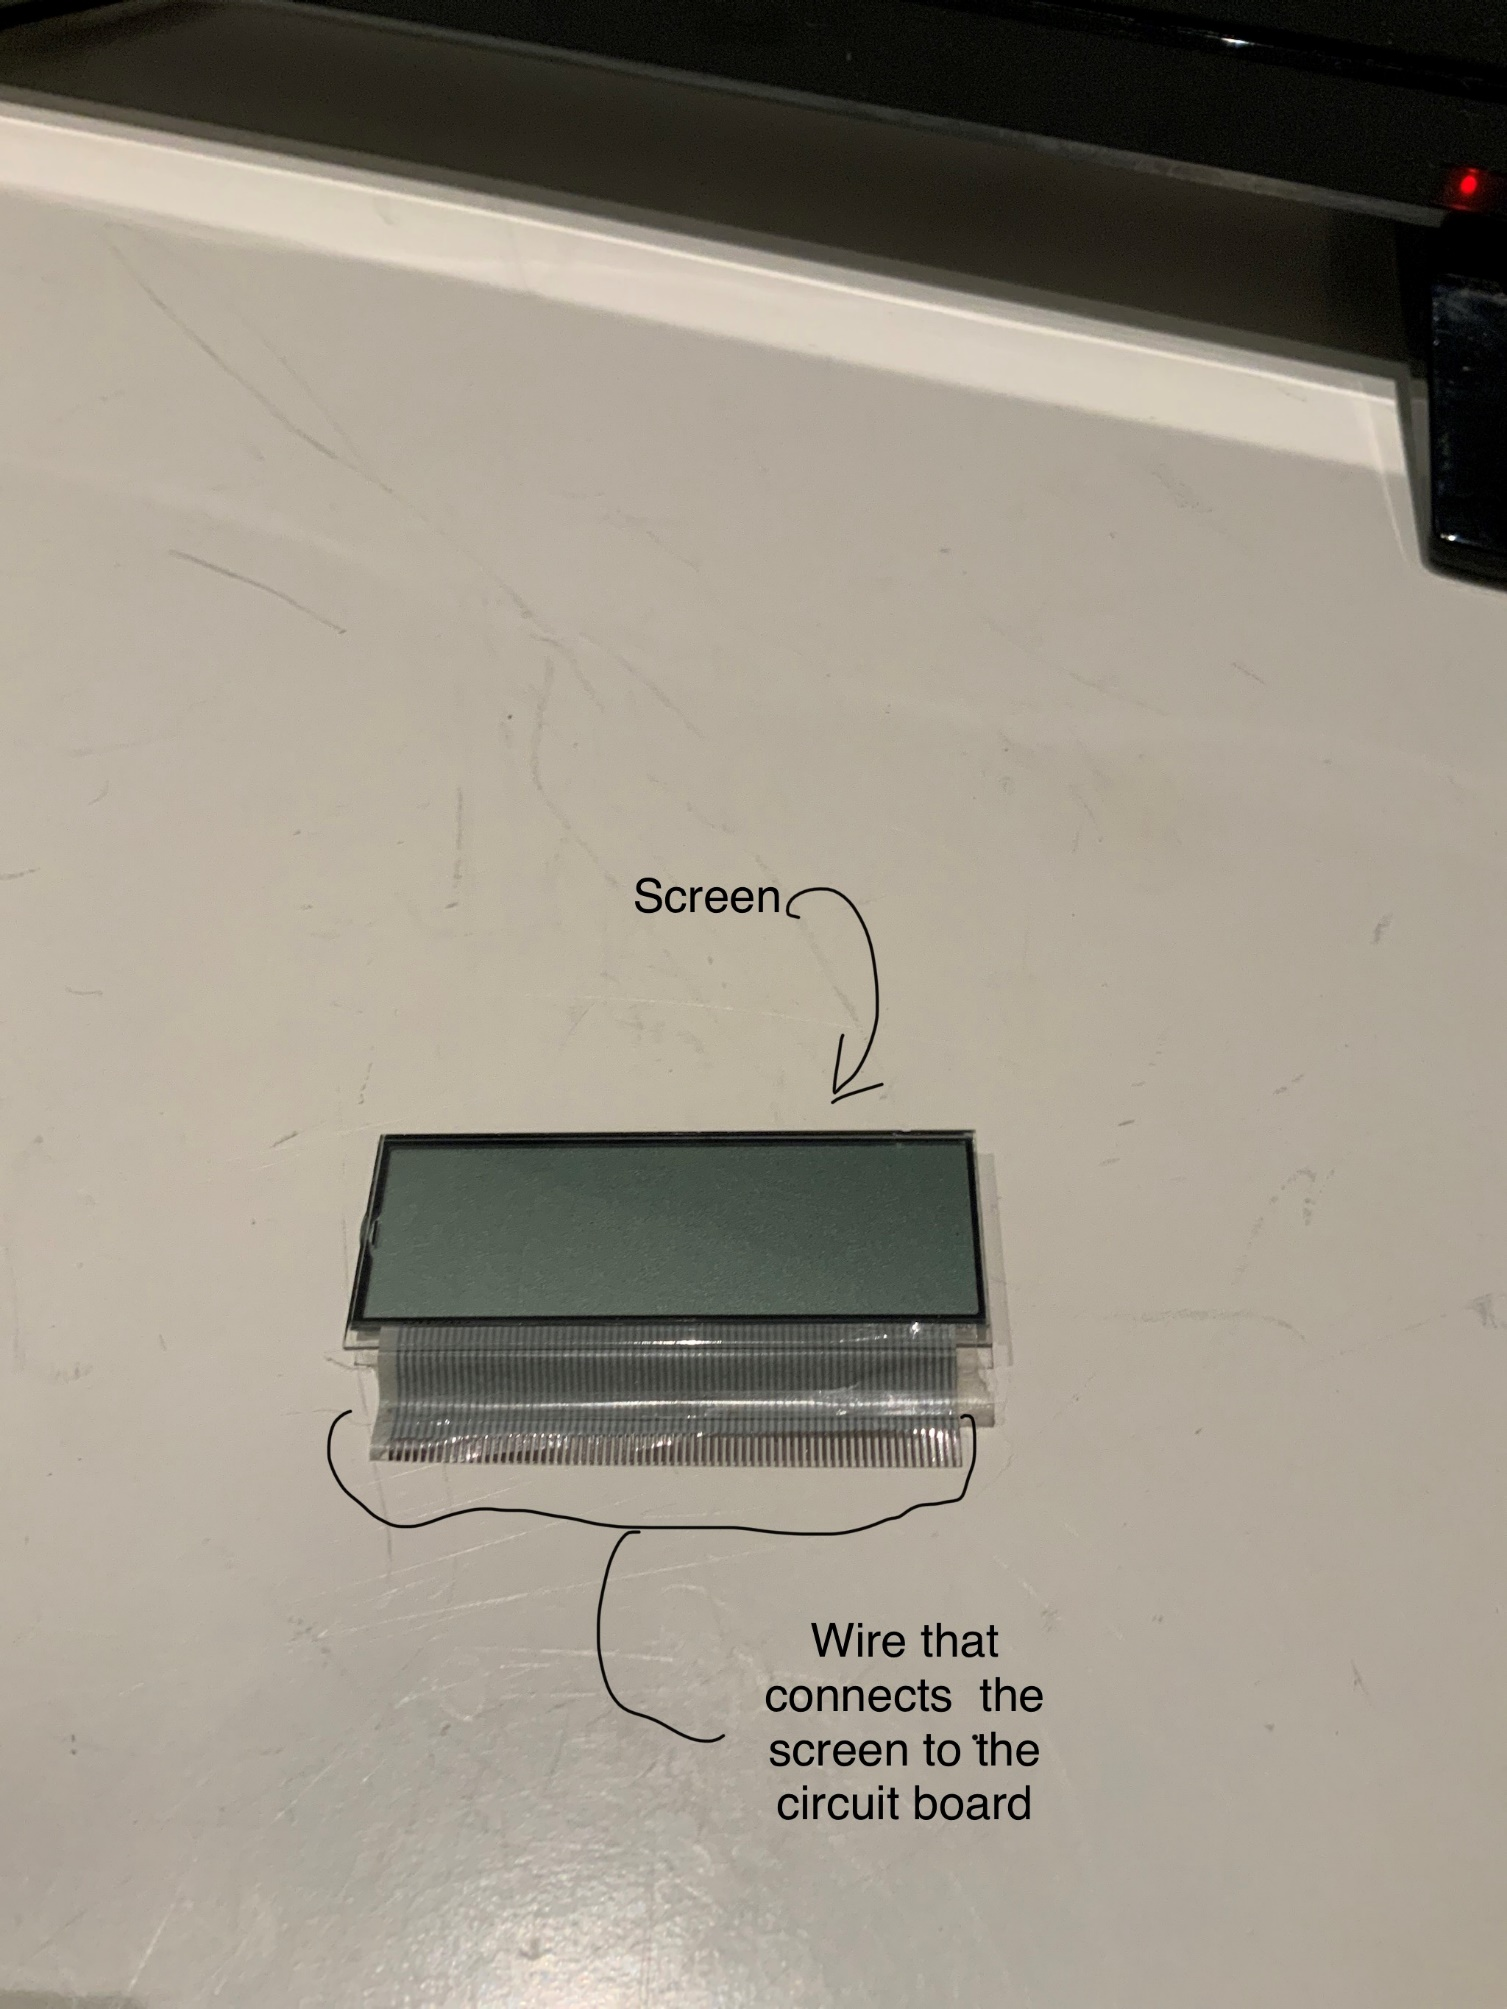 Screen
Wire that
connects the
screen to the
circuit board